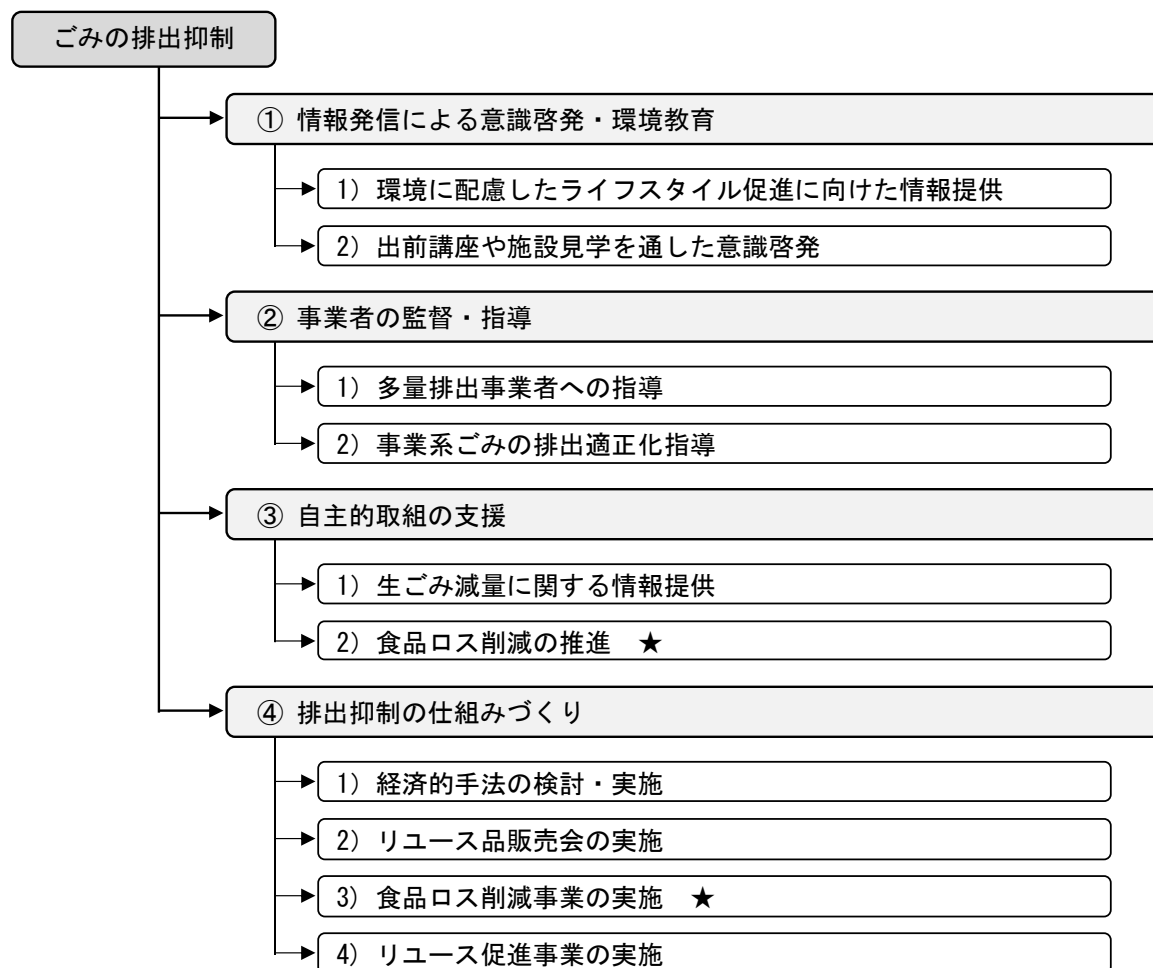 ごみの排出抑制
① 情報発信による意識啓発・環境教育
1) 環境に配慮したライフスタイル促進に向けた情報提供
2) 出前講座や施設見学を通した意識啓発
② 事業者の監督・指導
1) 多量排出事業者への指導
2) 事業系ごみの排出適正化指導
③ 自主的取組の支援
1) 生ごみ減量に関する情報提供
2) 食品ロス削減の推進　★
④ 排出抑制の仕組みづくり
1) 経済的手法の検討・実施
2) リユース品販売会の実施
3) 食品ロス削減事業の実施　★
4) リユース促進事業の実施